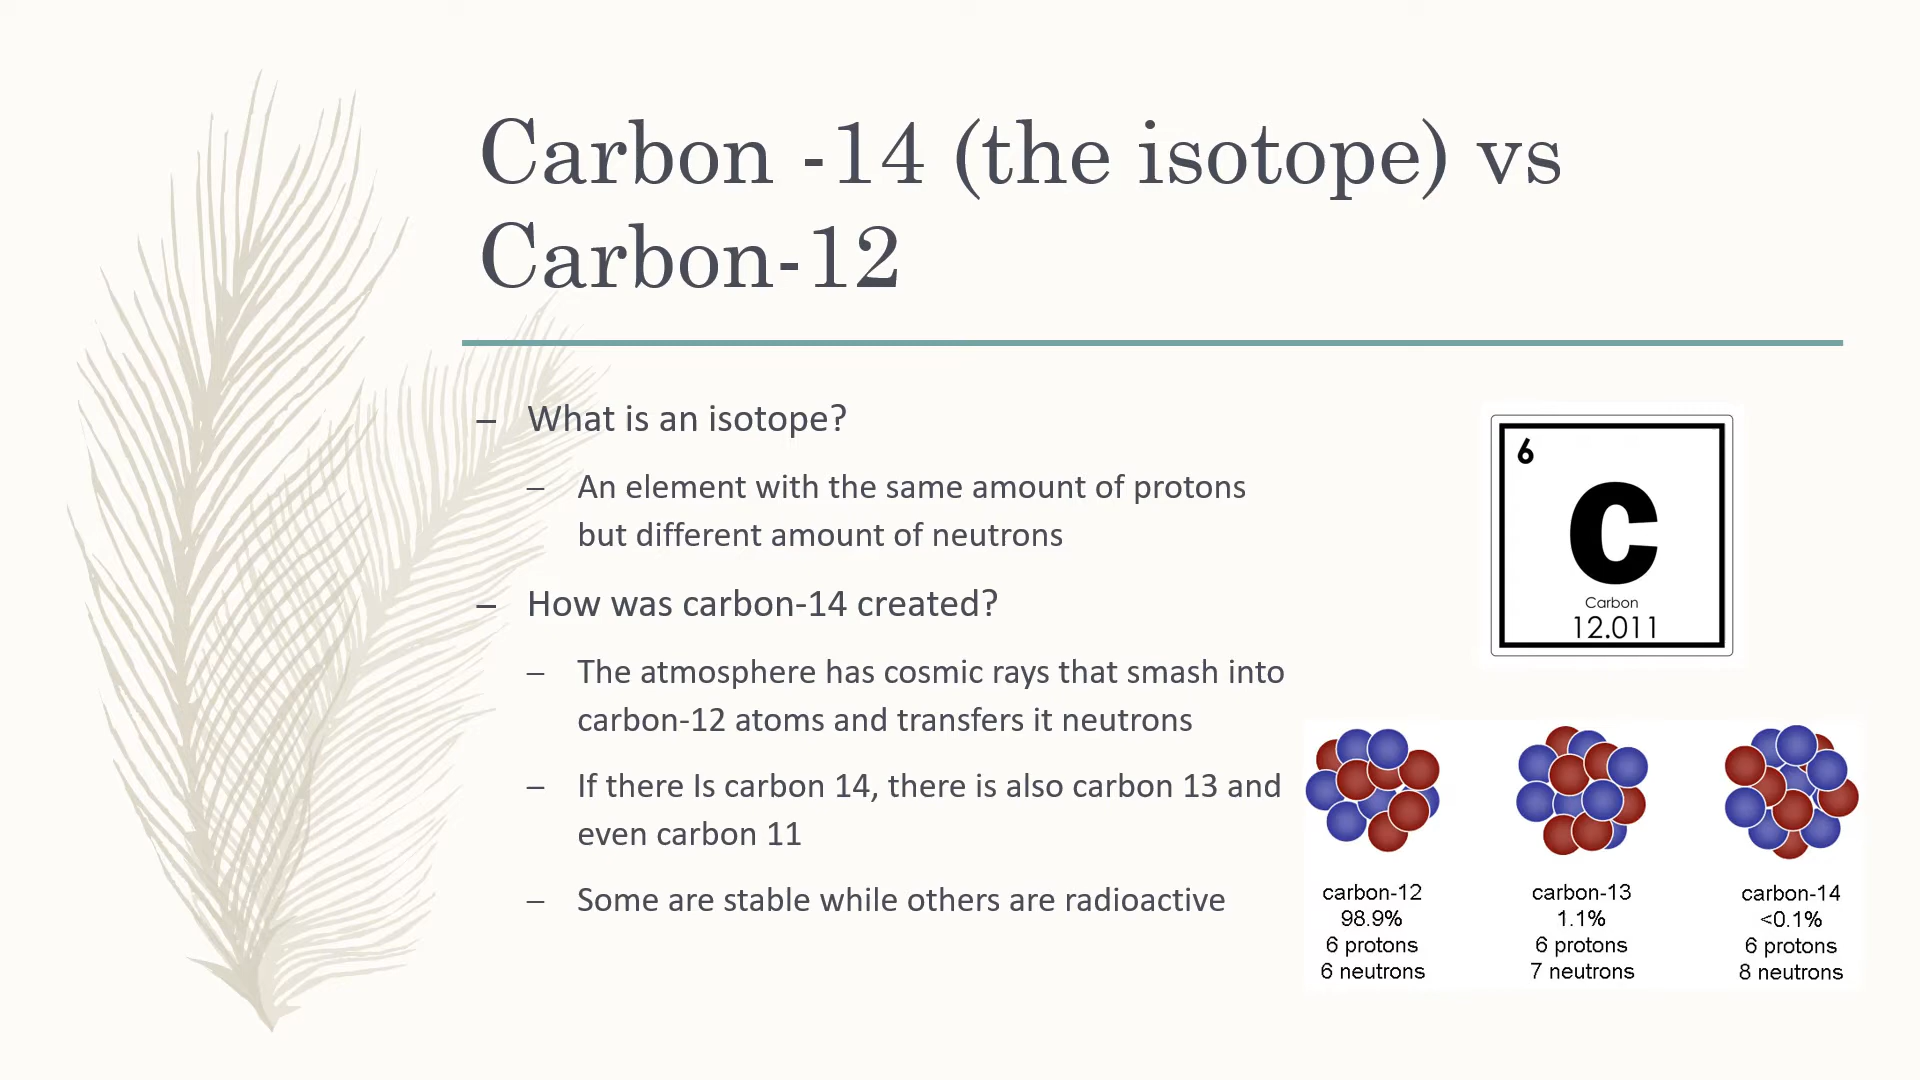 Carbon -14 (the isotope) vs
Carbon-12
– What is an isotope?
– An element with the same amount of protons
but different amount of neutrons
– How was carbon-14 created?
– The atmosphere has cosmic rays that smash into
carbon-12 atoms and transfers it neutrons
– If there Is carbon 14, there is also carbon 13 and
even carbon 11
– Some are stable while others are radioactive
6
C
Carbon
12.011
carbon-12
98.9%
6 protons
6 neutrons
carbon-13
1.1%
6 protons
7 neutrons
carbon-14
<0.1%
6 protons
8 neutrons